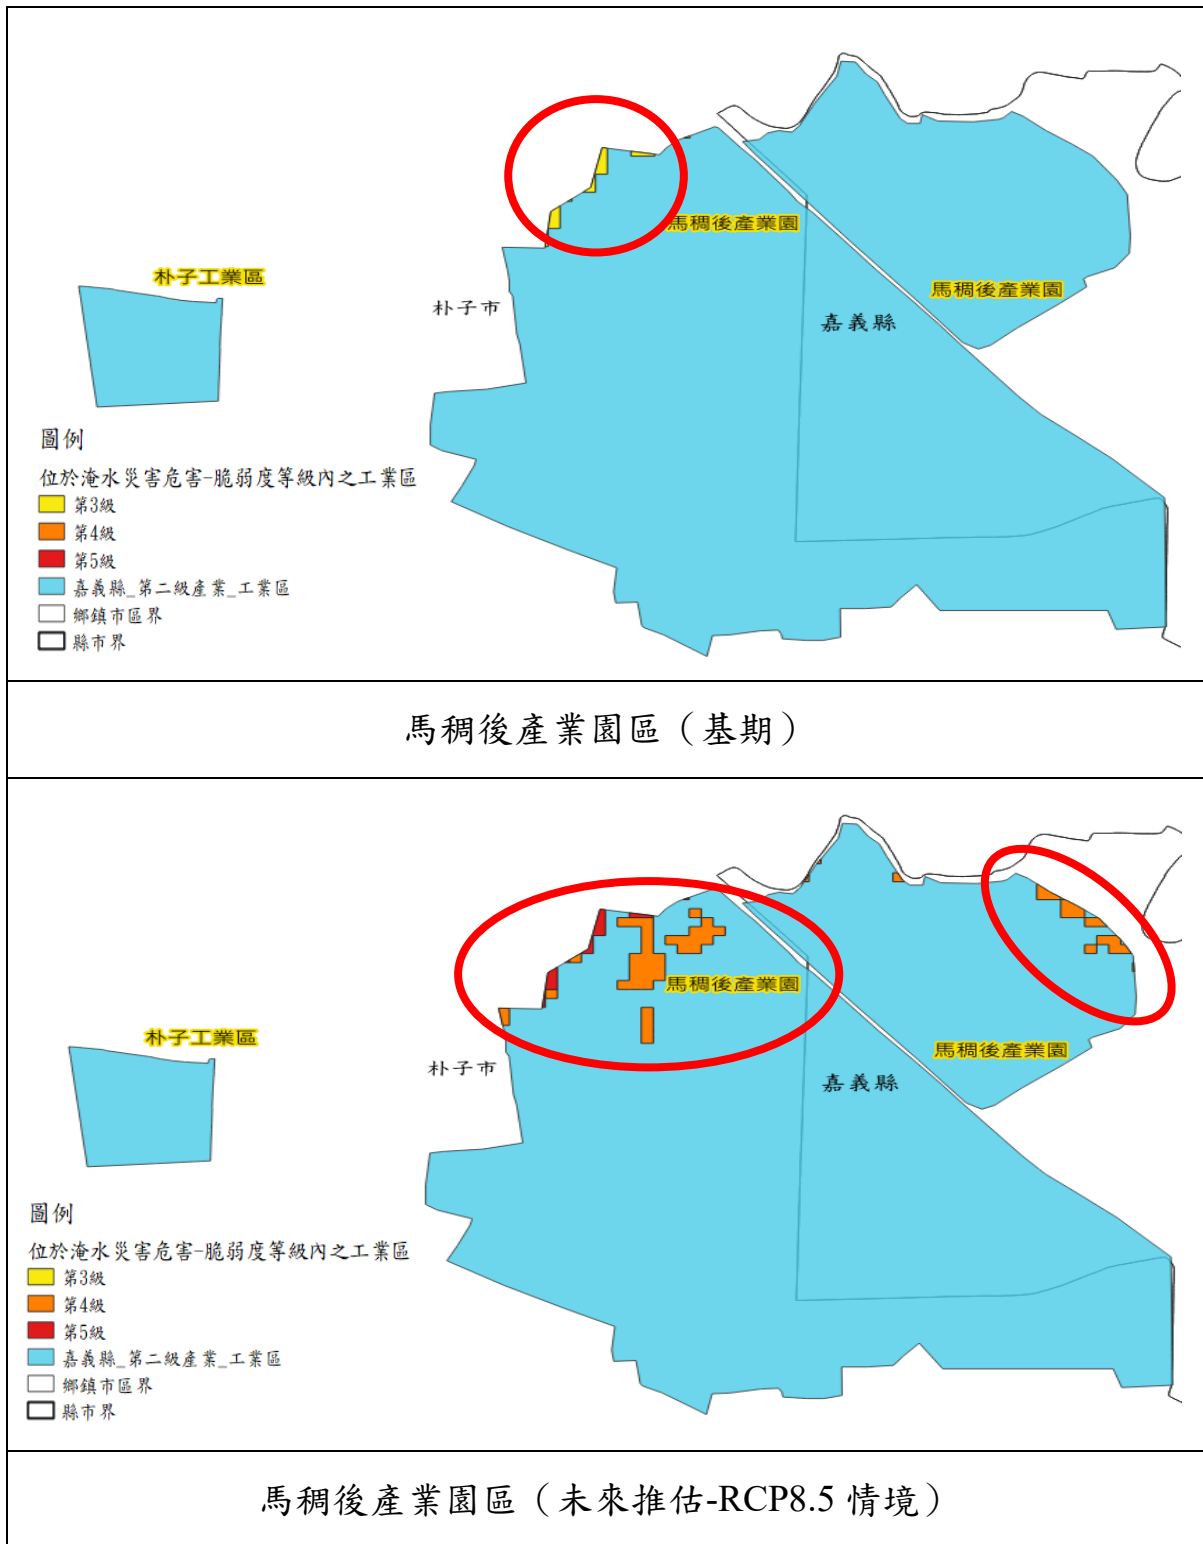 馬稠後產業園
朴子工業區
馬稠後產業園
朴子市
嘉義縣
圖例
位於淹水災害危害-脆弱度等級內之工業區
第3級
第4級
第5級
嘉義縣_第二級產業_工業區
鄉鎮市區界
縣市界
馬稠後產業園區（基期）
馬稠後產業園
朴子工業區
馬稠後產業園
朴子市
嘉義縣
圖例
位於淹水災害危害-脆弱度等級內之工業區
第3級
第4級
第5級
嘉義縣_第二級產業_工業區
鄉鎮市區界
縣市界
馬稠後產業園區（未來推估-RCP8.5 情境）